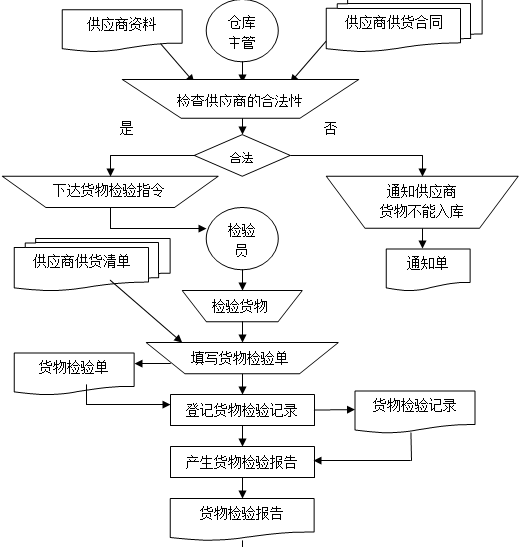 供应商资料
仓库
主管
供应商供货合同
检查供应商的合法性
是
否
合法
下达货物检验指令
通知供应商
货物不能入库
检验
员
供应商供货清单
通知单
检验货物
填写货物检验单
货物检验单
登记货物检验记录
货物检验记录
产生货物检验报告
货物检验报告